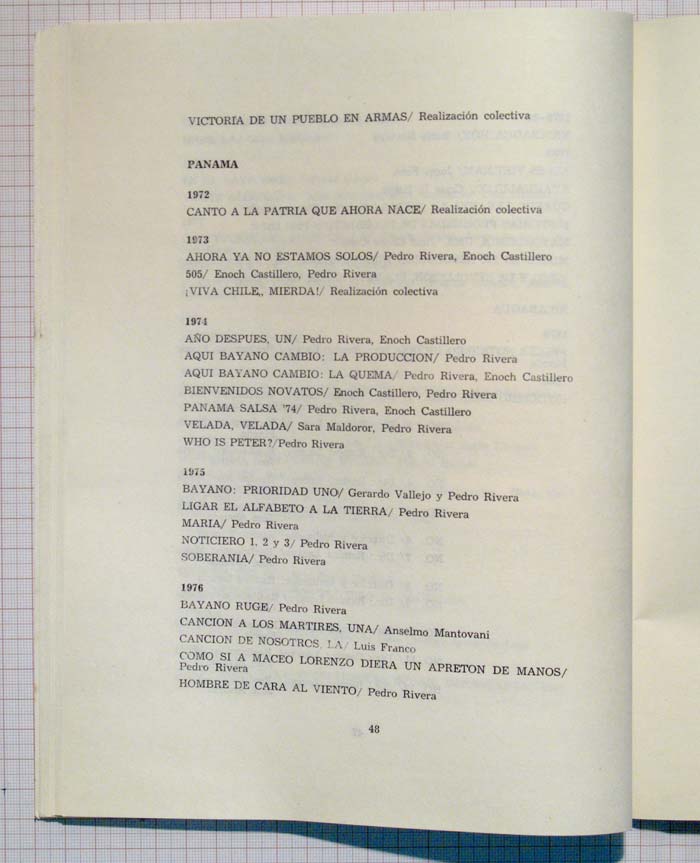 VICTORIA DE UN PUEBLO EN ARMAS/ Realización colectiva
PANAMA
1972
CANTO A LA PATRIA QUE AHORA NACE/ Realización colectiva
1973
AHORA YA NO ESTAMOS SOLOS/ Pedro Rivera, Enoch Castillero
505/ Enoch Castillero, Pedro Rivera
¡VIVA CHILE,, MIERDA!/ Realización colectiva
1974
AÑO DESPUES, UN/ Pedro Rivera, Enoch Castillero
AQUI BAYANO CAMBIO: LA PRODUCCION/ Pedro Rivera
AQUI BAYANO CAMBIO: LA QUEMA/ Pedro Rivera, Enoch Castillero
BIENVENIDOS NOVATOS/ Enoch Castillero, Pedro Rivera
PANAMA SALSA '74/ Pedro Rivera, Enoch Castillero
VELADA, VELADA/ Sara Maldoror, Pedro Rivera
WHO IS PETER?/Pedro Rivera
1975
BAYANO: PRIORIDAD UNO/ Gerardo Vallejo y Pedro Rivera
LIGAR EL ALFABETO A LA TIERRA/ Pedro Rivera
MARIA/ Pedro Rivera
NOTICIERO 1, 2 y 3/ Pedro Rivera
SOBERANIA/ Pedro Rivera
1976
BAYANO RUGE/ Pedro Rivera
CANCION A LOS MARTIRES, UNA/ Anselmo Mantovani
CANCION DE NOSOTROS, LA/ Luis Franco
COMO SI A MACEO LORENZO DIERA UN APRETON DE MANOS/
Pedro Rivera
HOMBRE DE CARA AL VIENTO/ Pedro Rivera
48